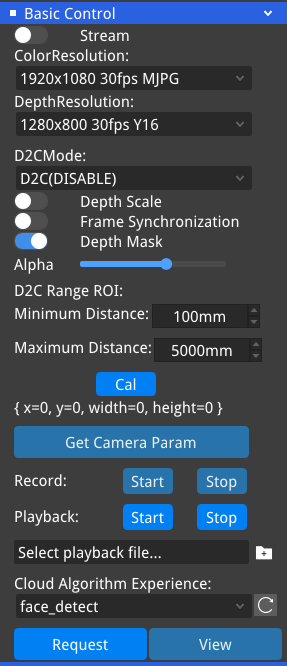 Basic Control
Stream
ColorResolution:
1920x1080 30fps MJPG
DepthResolution:
1280x800 30fps Y16
D2CMode:
D2C(DISABLE)
Depth Scale
Frame Synchronization
Depth Mask
Alpha
D2C Range ROI:
Minimum Distance: 100mm
Maximum Distance: 5000mm
Cal
{ x=0, y=0, width=0, height=0 }
Get Camera Param
Record: Start Stop
Playback: Start Stop
Select playback file...
Cloud Algorithm Experience:
face_detect
Request View